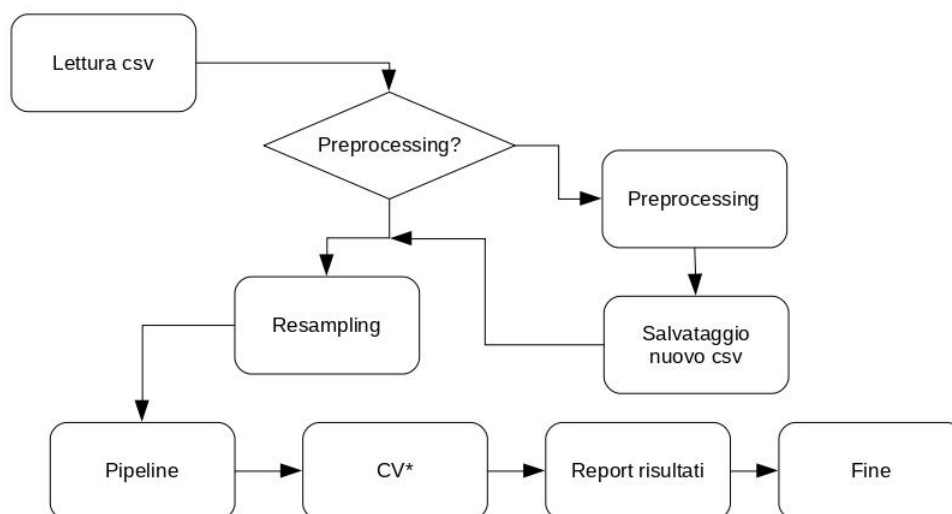 Lettura csv
Preprocessing?
Preprocessing
Resampling
Salvataggio
nuovo csv
Pipeline
CV*
Report risultati
Fine